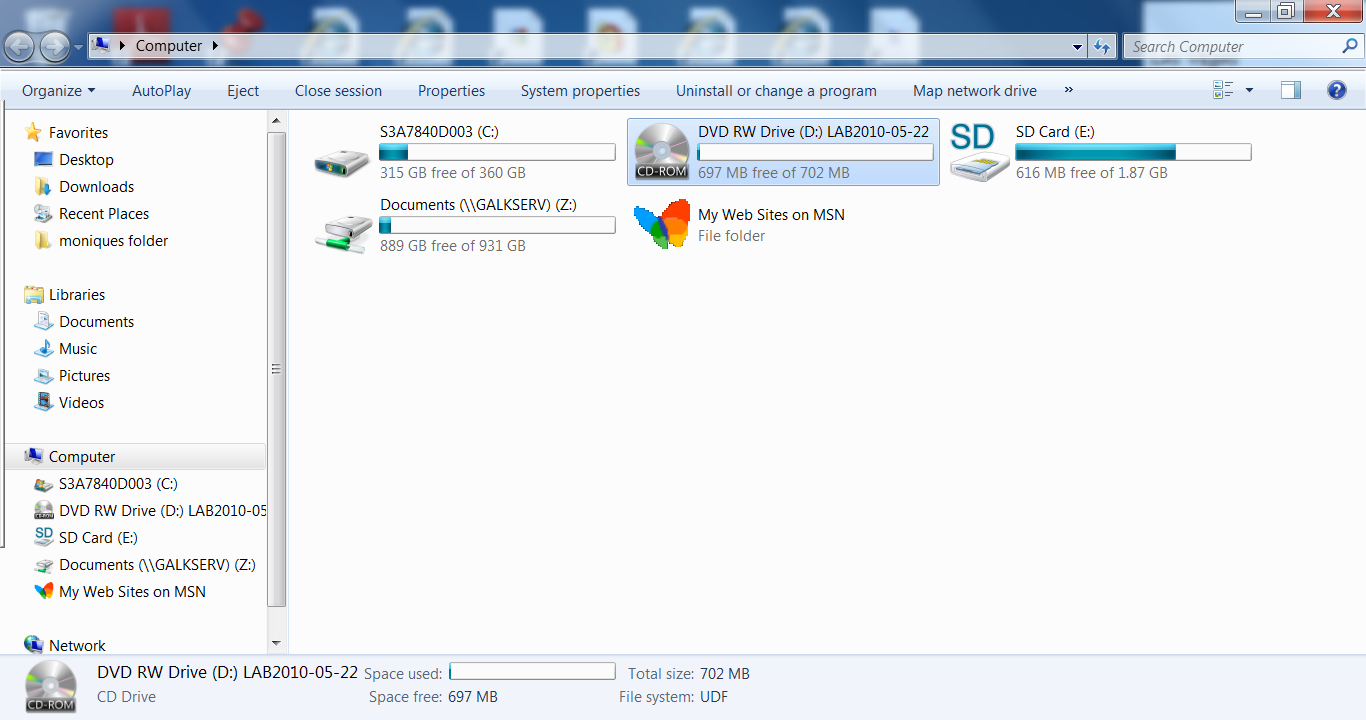 Computer
Search Computer
Organize AutoPlay Eject Close session Properties System properties Uninstall or change a program Map network drive »
Favorites
Desktop
Downloads
Recent Places
moniques folder
Libraries
Documents
Music
Pictures
Videos
Computer
S3A7840D003 (C:)
DVD RW Drive (D:) LAB2010-05
SD Card (E:)
Documents (\\GALKSERV) (Z:)
My Web Sites on MSN
Network
S3A7840D003 (C:)
315 GB free of 360 GB
CD-ROM
DVD RW Drive (D:) LAB2010-05-22
697 MB free of 702 MB
SD
SD Card (E:)
616 MB free of 1.87 GB
Documents (\\GALKSERV) (Z:)
889 GB free of 931 GB
My Web Sites on MSN
File folder
CD-ROM
DVD RW Drive (D:) LAB2010-05-22 Space used: Total size: 702 MB
CD Drive Space free: 697 MB File system: UDF